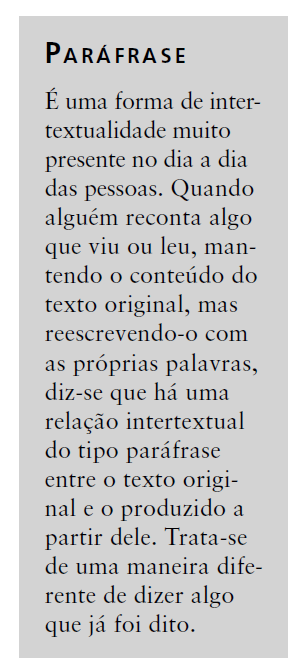 PARÁFRASE
É uma forma de inter-
textualidade muito
presente no dia a dia
das pessoas. Quando
alguém reconta algo
que viu ou leu, man-
tendo o conteúdo do
texto original, mas
reescrevendo-o com
as próprias palavras,
diz-se que há uma
relação intertextual
do tipo paráfrase
entre o texto origi-
nal e o produzido a
partir dele. Trata-se
de uma maneira dife-
rente de dizer algo
que já foi dito.